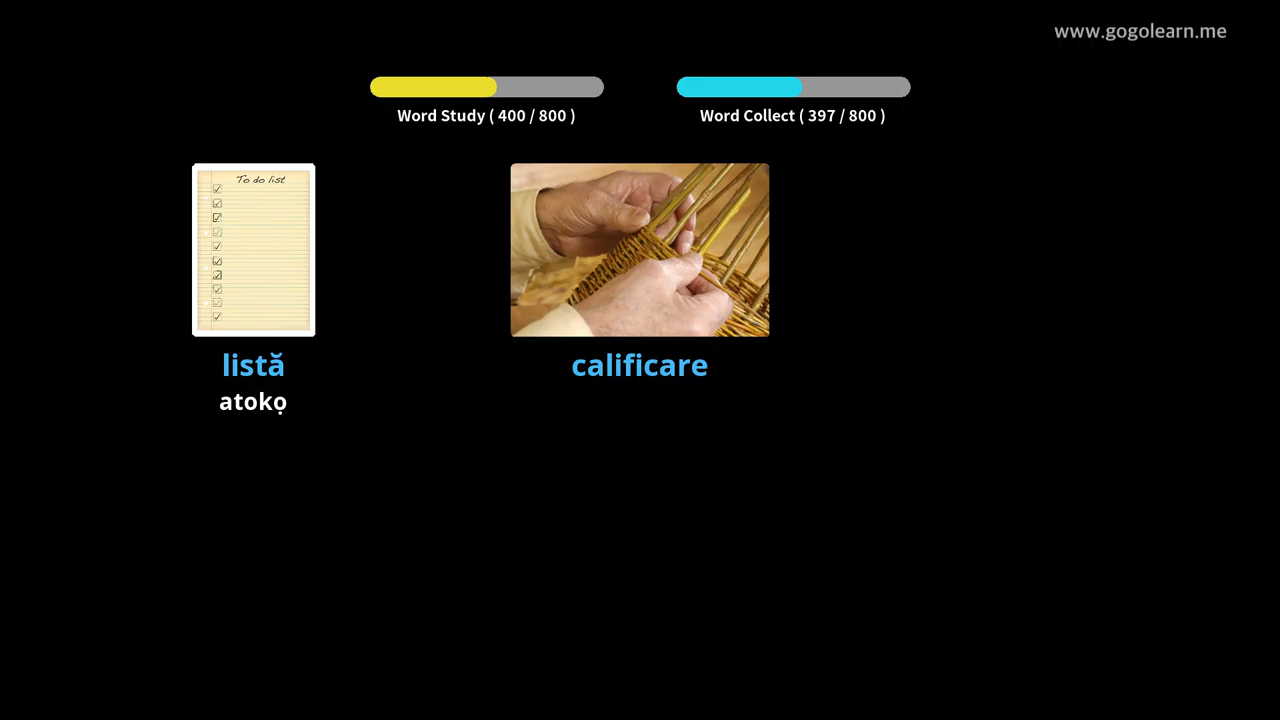 www.gogolearn.me
Word Study ( 400 / 800 )
Word Collect ( 397 / 800 )
To do list
listă
calificare
atokọ